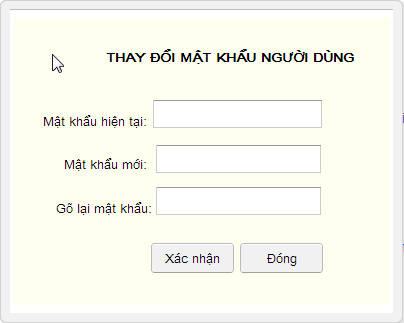 THAY ĐỔI MẬT KHẨU NGƯỜI DÙNG
Mật khẩu hiện tại:
Mật khẩu mới:
Gõ lại mật khẩu:
Xác nhận Đóng